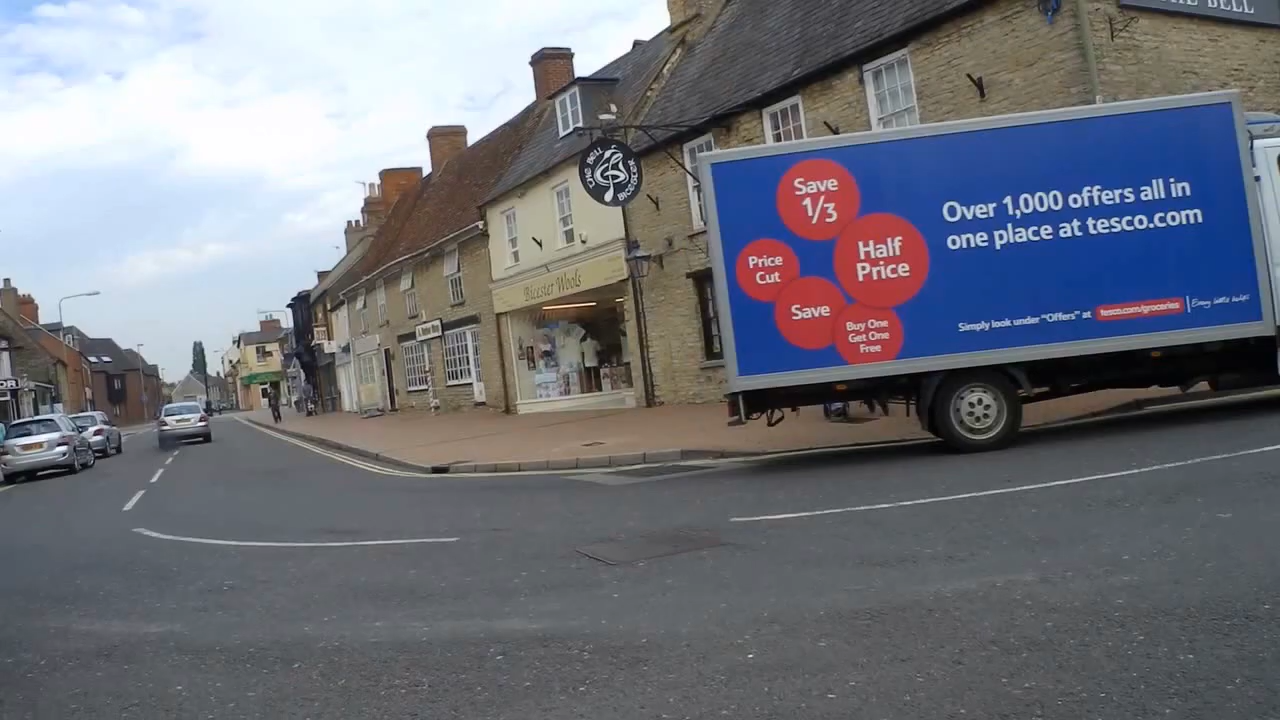 THE BELL
THE BELL
BICESTER
Bicester Wools
Save
1/3
Half
Price
Price
Cut
Save
Buy One
Get One
Free
Over 1,000 offers all in
one place at tesco.com
Simply look under "Offers" at tesco.com/groceries Every little helps